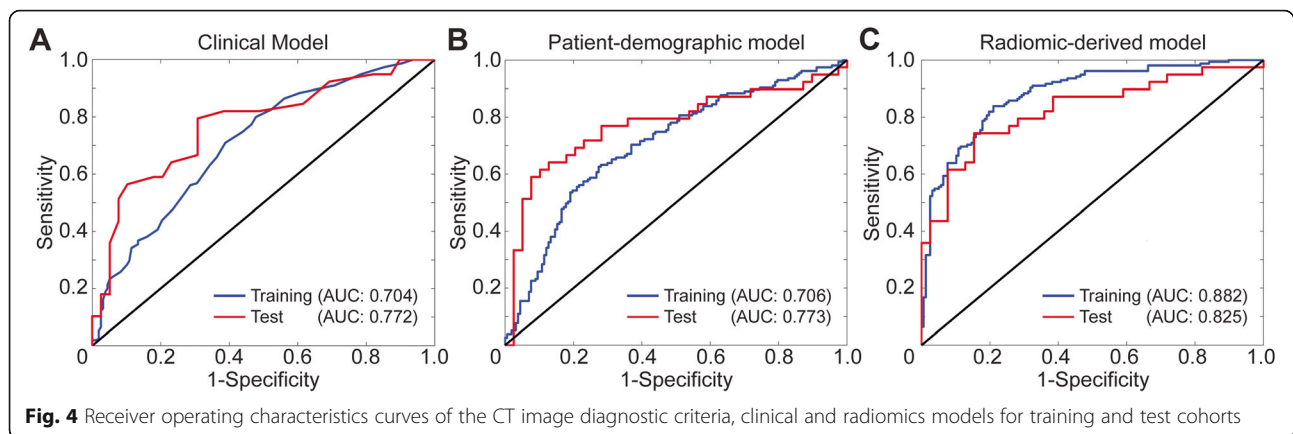 A Clinical Model
B Patient-demographic model
C Radiomic-derived model
1.0
0.8
0.6
0.4
0.2
0 0.2 0.4 0.6 0.8 1.0
Sensitivity
1-Specificity
Training (AUC: 0.704)
Test (AUC: 0.772)
1.0
0.8
0.6
0.4
0.2
0 0.2 0.4 0.6 0.8 1.0
Sensitivity
1-Specificity
Training (AUC: 0.706)
Test (AUC: 0.773)
1.0
0.8
0.6
0.4
0.2
0 0.2 0.4 0.6 0.8 1.0
Sensitivity
1-Specificity
Training (AUC: 0.882)
Test (AUC: 0.825)
Fig. 4 Receiver operating characteristics curves of the CT image diagnostic criteria, clinical and radiomics models for training and test cohorts